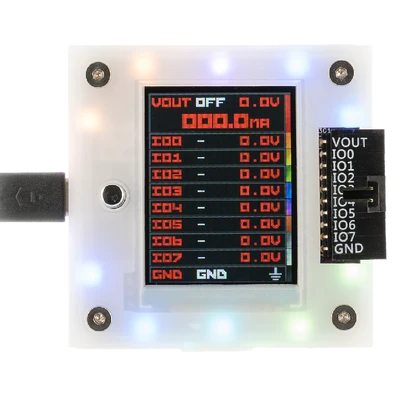 VOUT OFF 0.0V
000.0MA
IO0 - 0.0V
IO1 - 0.0V
IO2 - 0.0V
IO3 - 0.0V
IO4 - 0.0V
IO5 - 0.0V
IO6 - 0.0V
IO7 - 0.0V
GND GND
VOUT
IO0
IO1
IO2
IO3
IO4
IO5
IO6
IO7
GND